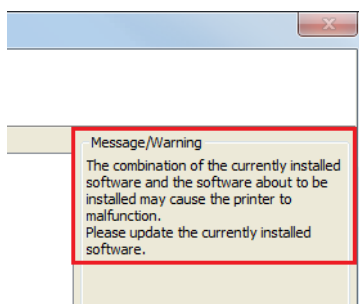 Message/Warning
The combination of the currently installed
software and the software about to be
installed may cause the printer to
malfunction.
Please update the currently installed
software.